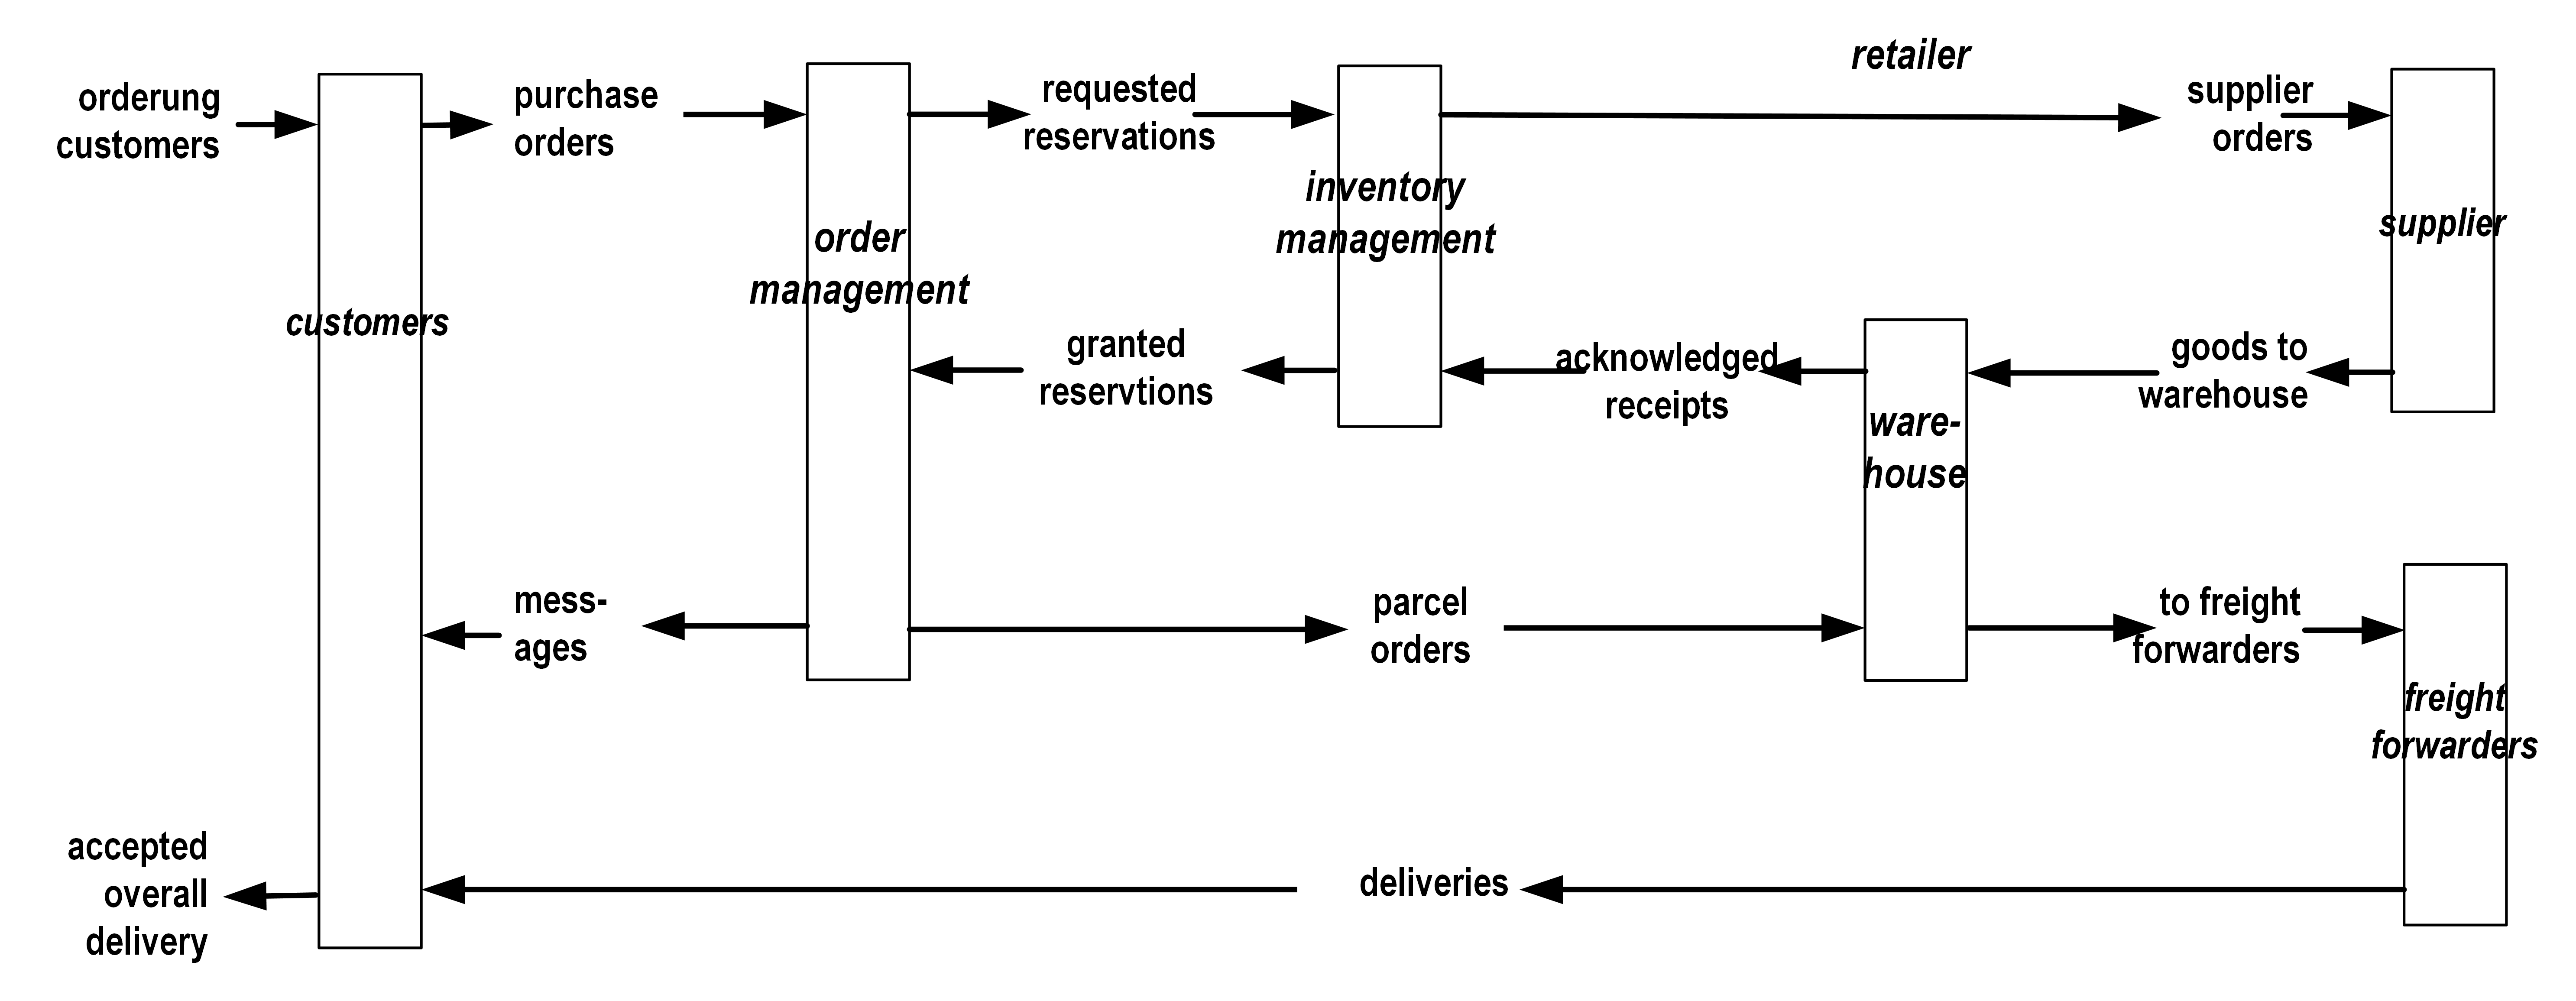 retailer
orderung
customers
purchase
orders
requested
reservations
supplier
orders
inventory
management
supplier
order
management
customers
granted
reservtions
acknowledged
receipts
goods to
warehouse
ware-
house
mess-
ages
parcel
orders
to freight
forwarders
freight
forwarders
accepted
overall
delivery
deliveries